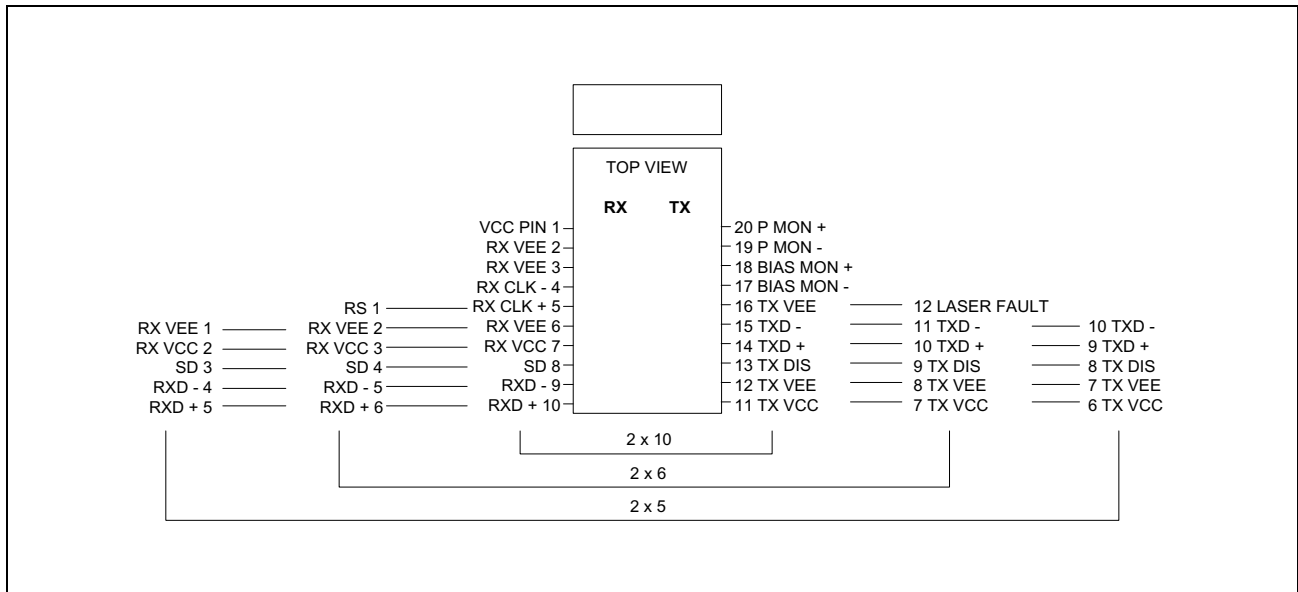 TOP VIEW
RX TX
VCC PIN 1 20 P MON +
RX VEE 2 19 P MON -
RX VEE 3 18 BIAS MON +
RX CLK - 4 17 BIAS MON -
RS 1 RX CLK + 5 16 TX VEE 12 LASER FAULT
RX VEE 1 RX VEE 2 RX VEE 6 15 TXD - 11 TXD - 10 TXD -
RX VCC 2 RX VCC 3 RX VCC 7 14 TXD + 10 TXD + 9 TXD +
SD 3 SD 4 SD 8 13 TX DIS 9 TX DIS 8 TX DIS
RXD - 4 RXD - 5 RXD - 9 12 TX VEE 8 TX VEE 7 TX VEE
RXD + 5 RXD + 6 RXD + 10 11 TX VCC 7 TX VCC 6 TX VCC
2 x 10
2 x 6
2 x 5